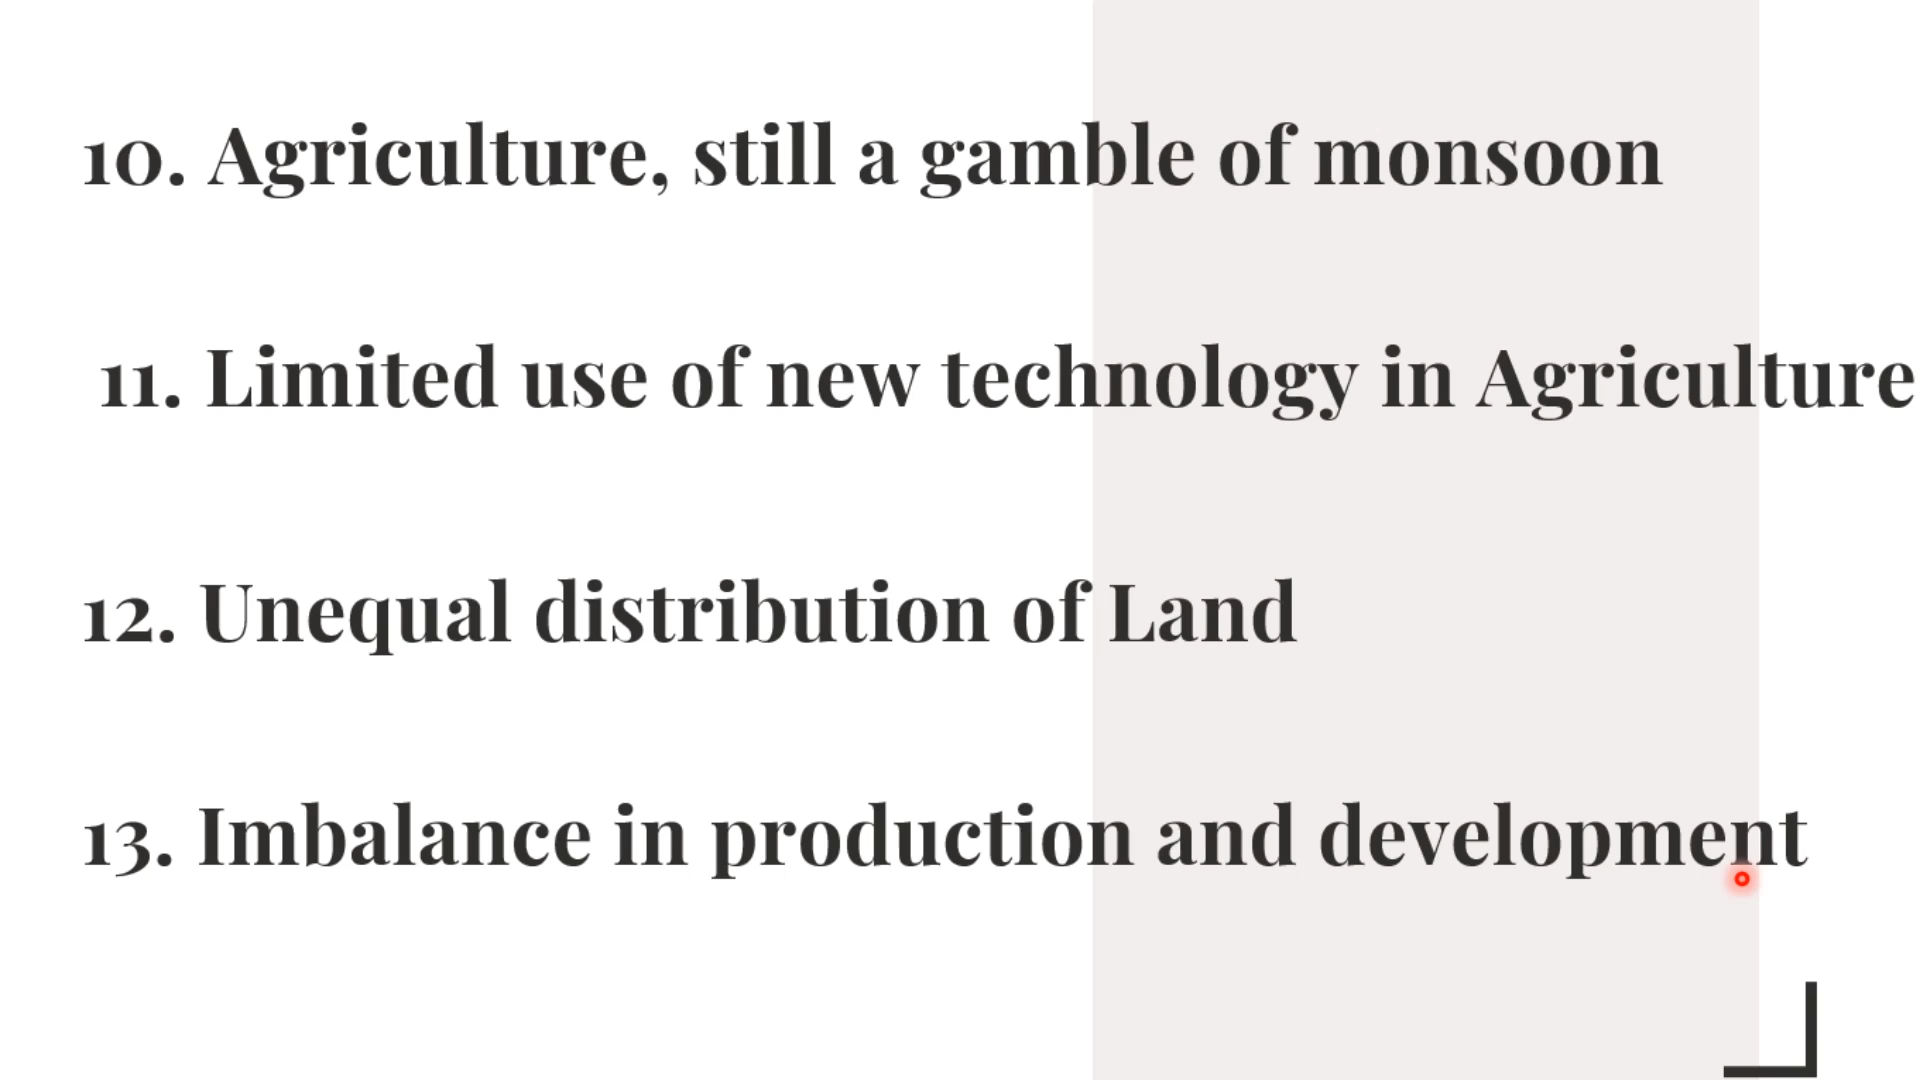 10. Agriculture, still a gamble of monsoon
11. Limited use of new technology in Agriculture
12. Unequal distribution of Land
13. Imbalance in production and development